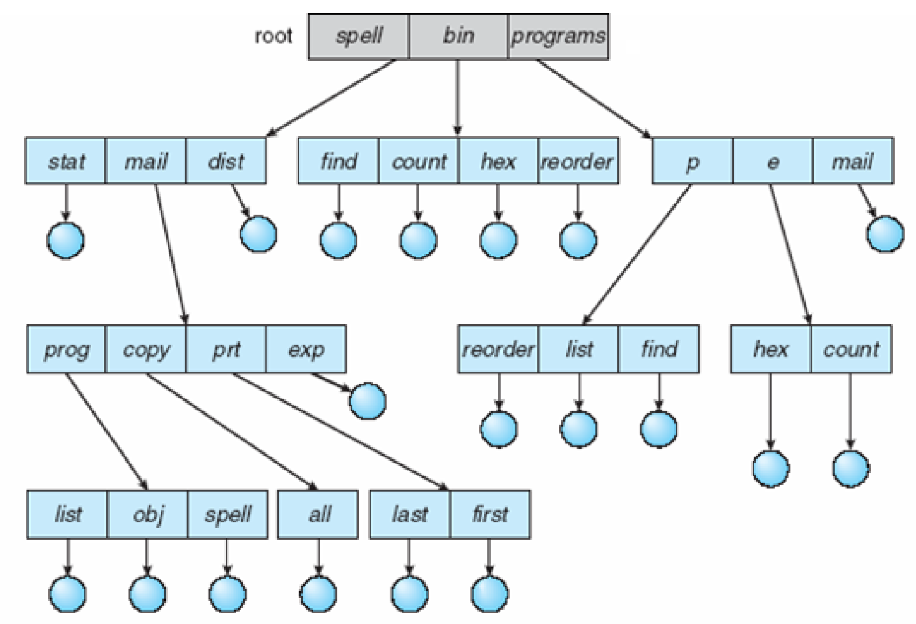 root spell bin programs
stat mail dist find count hex reorder p e mail
prog copy prt exp reorder list find hex count
list obj spell all last first